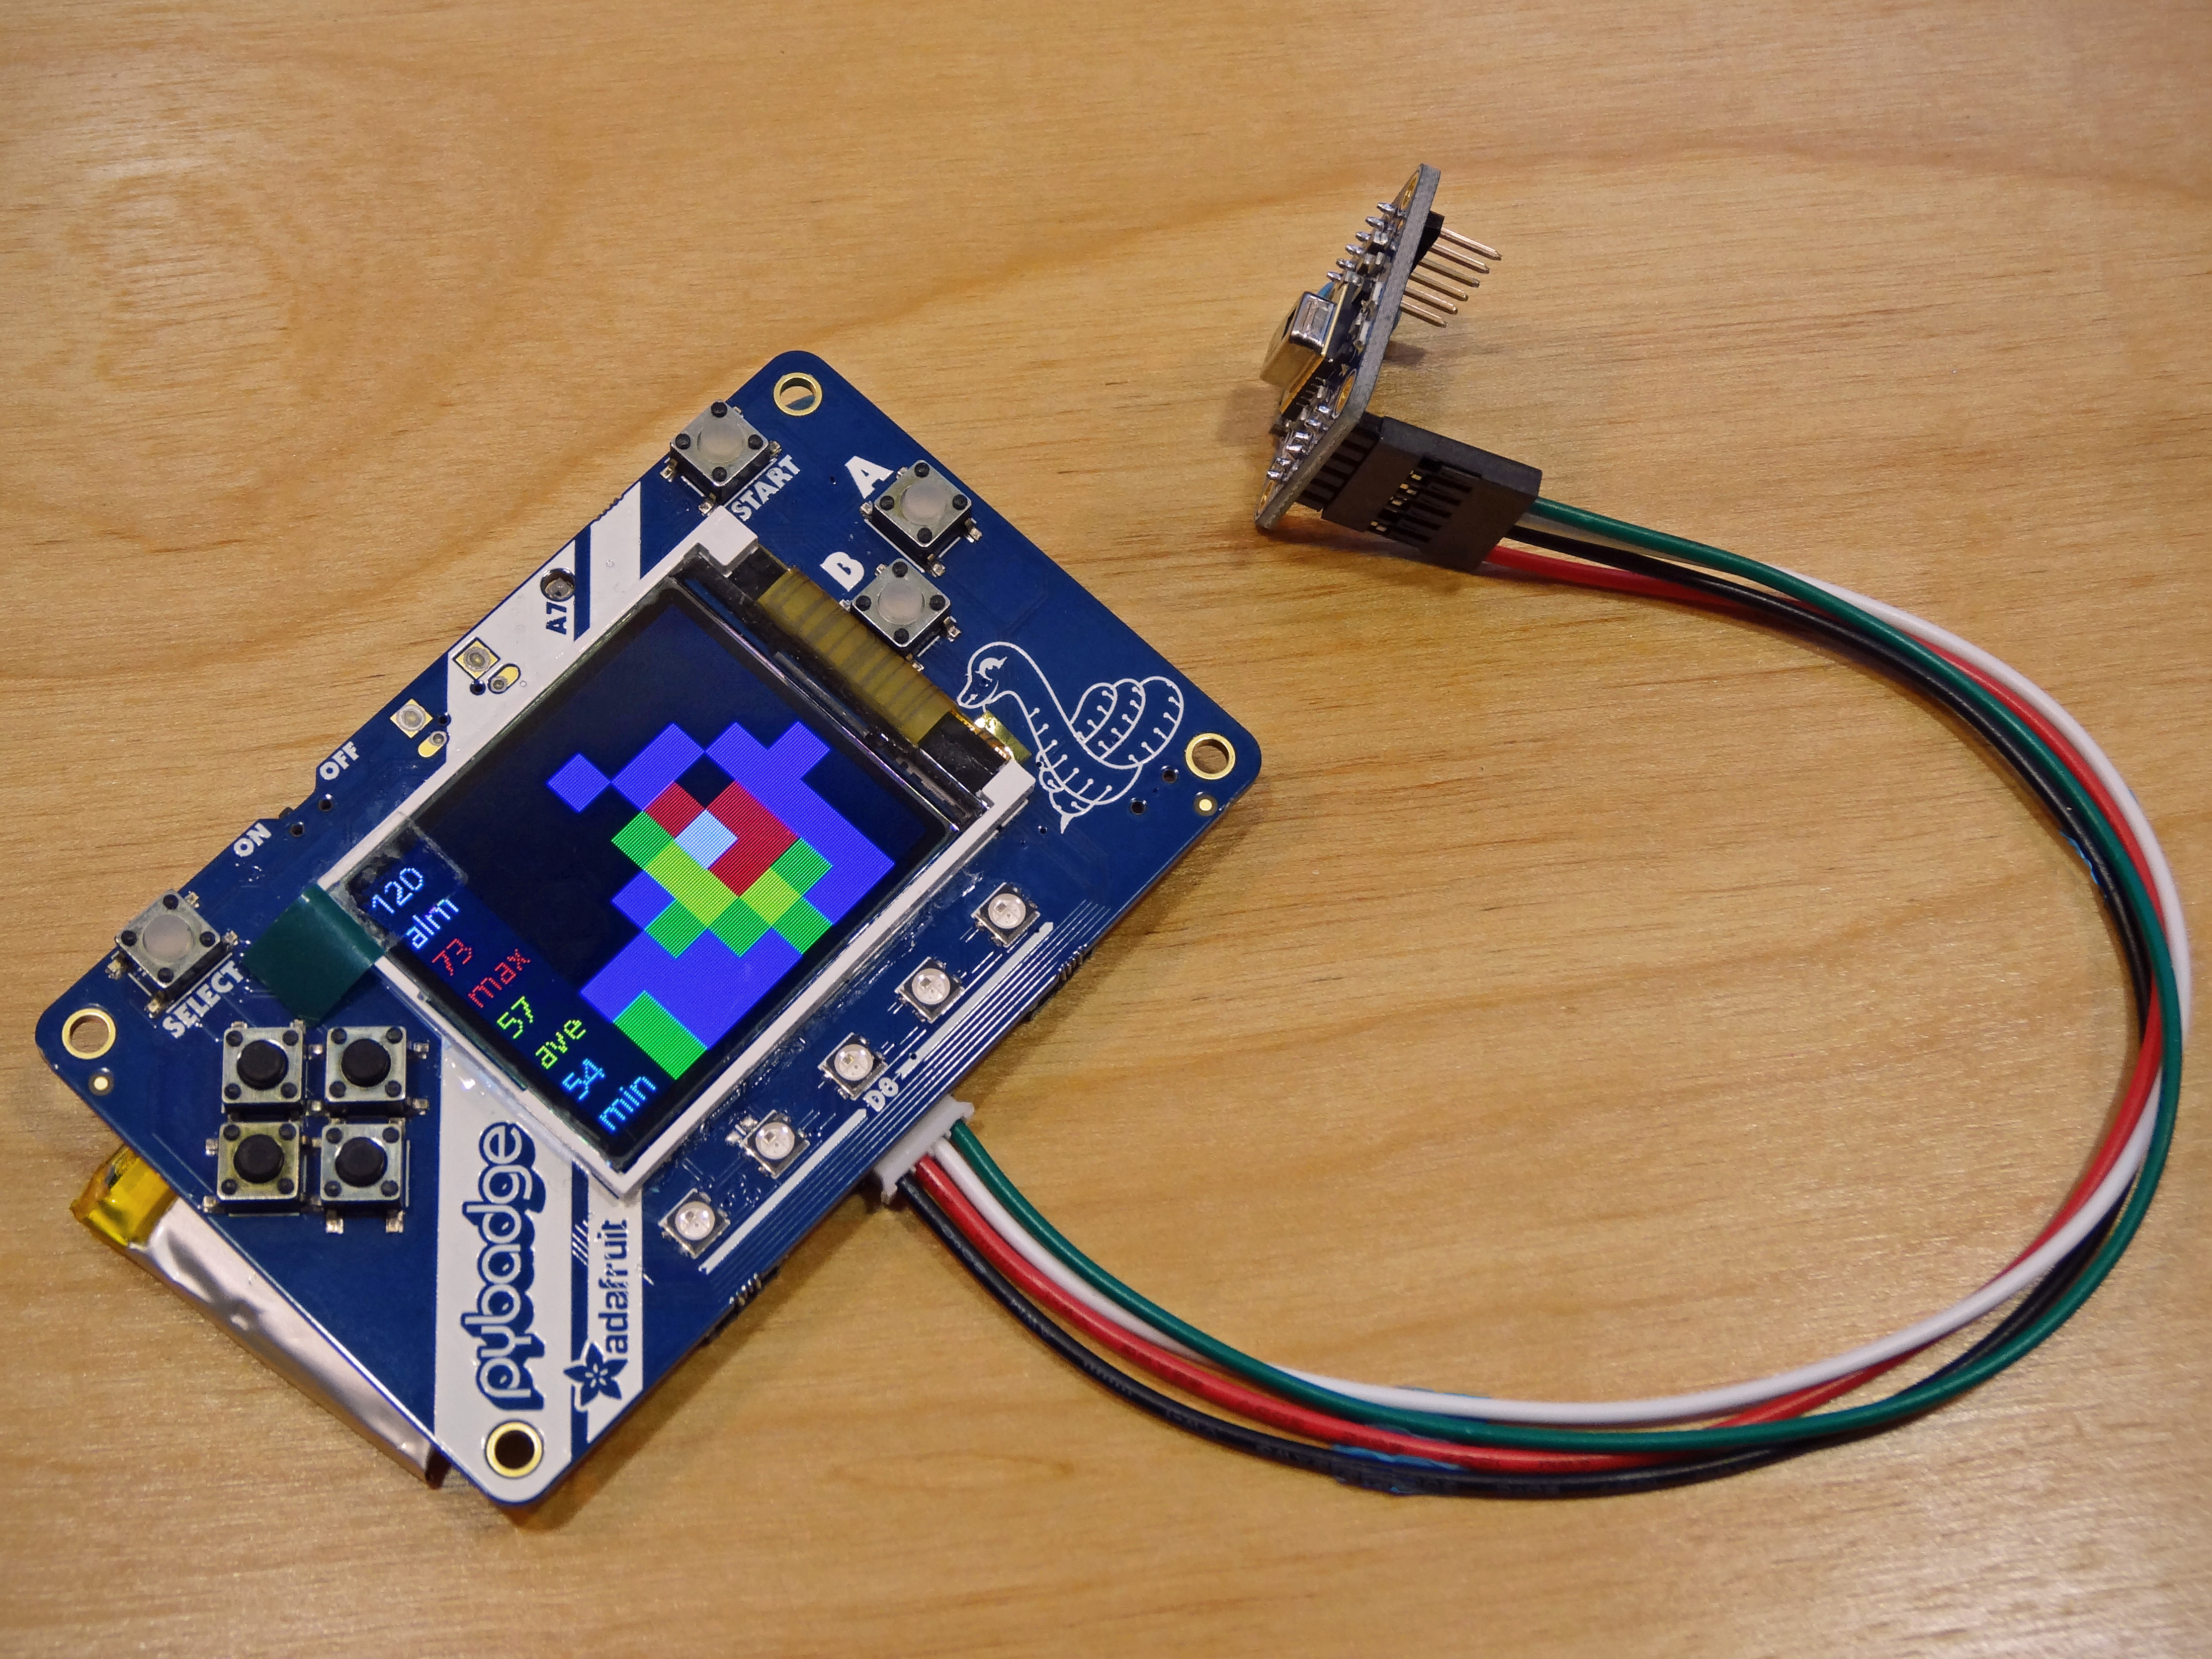 START
A
B
A7
OFF
ON
SELECT
120
alm
73
max
57
ave
54
min
D8
pybadge
adafruit